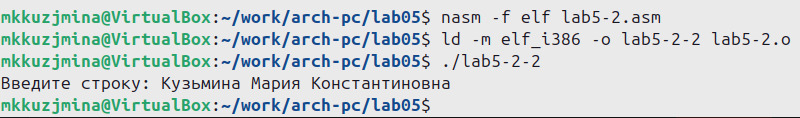 mkkuzjmina@VirtualBox:~/work/arch-pc/lab05$ nasm -f elf lab5-2.asm
mkkuzjmina@VirtualBox:~/work/arch-pc/lab05$ ld -m elf_i386 -o lab5-2-2 lab5-2.o
mkkuzjmina@VirtualBox:~/work/arch-pc/lab05$ ./lab5-2-2
Введите строку: Кузьмина Мария Константиновна
mkkuzjmina@VirtualBox:~/work/arch-pc/lab05$